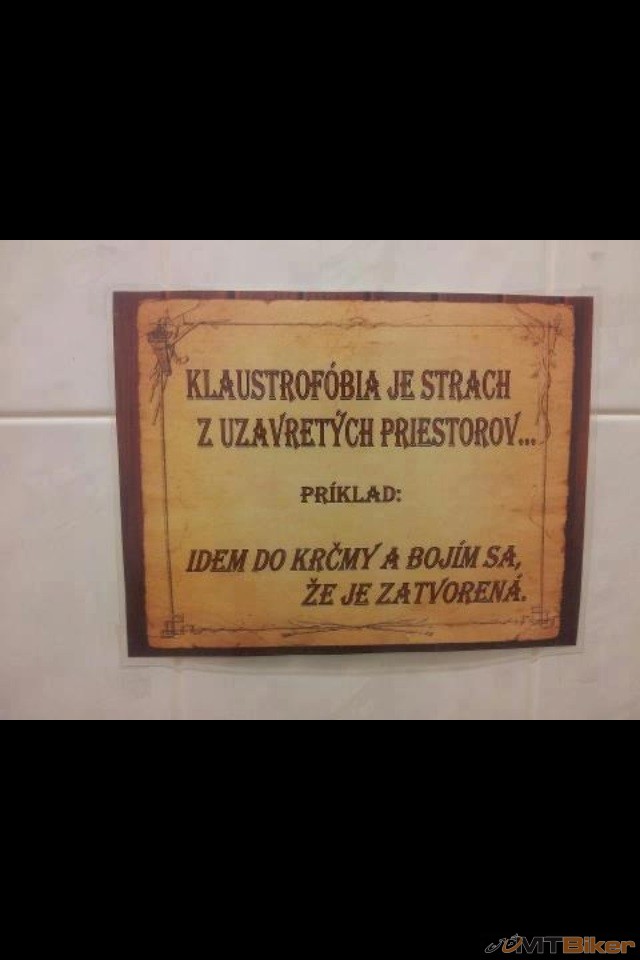 KLAUSTROFÓBIA JE STRACH
Z UZAVRETÝCH PRIESTOROV...
PRÍKLAD:
IDEM DO KRČMY A BOJÍM SA,
ŽE JE ZATVORENÁ.
MTBiker